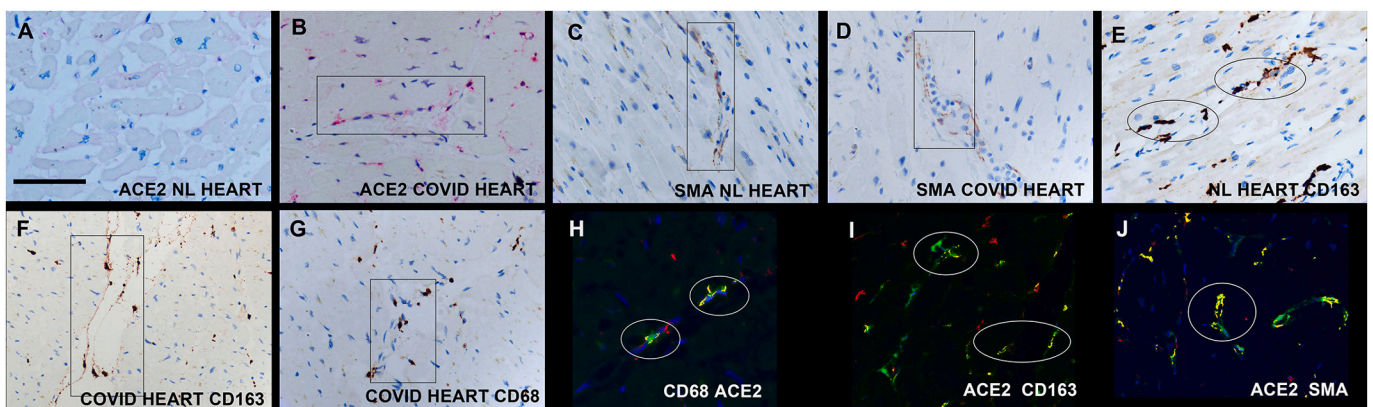 A
ACE2 NL HEART
B
ACE2 COVID HEART
C
SMA NL HEART
D
SMA COVID HEART
E
NL HEART CD163
F
COVID HEART CD163
G
COVID HEART CD68
H
CD68 ACE2
I
ACE2 CD163
J
ACE2 SMA